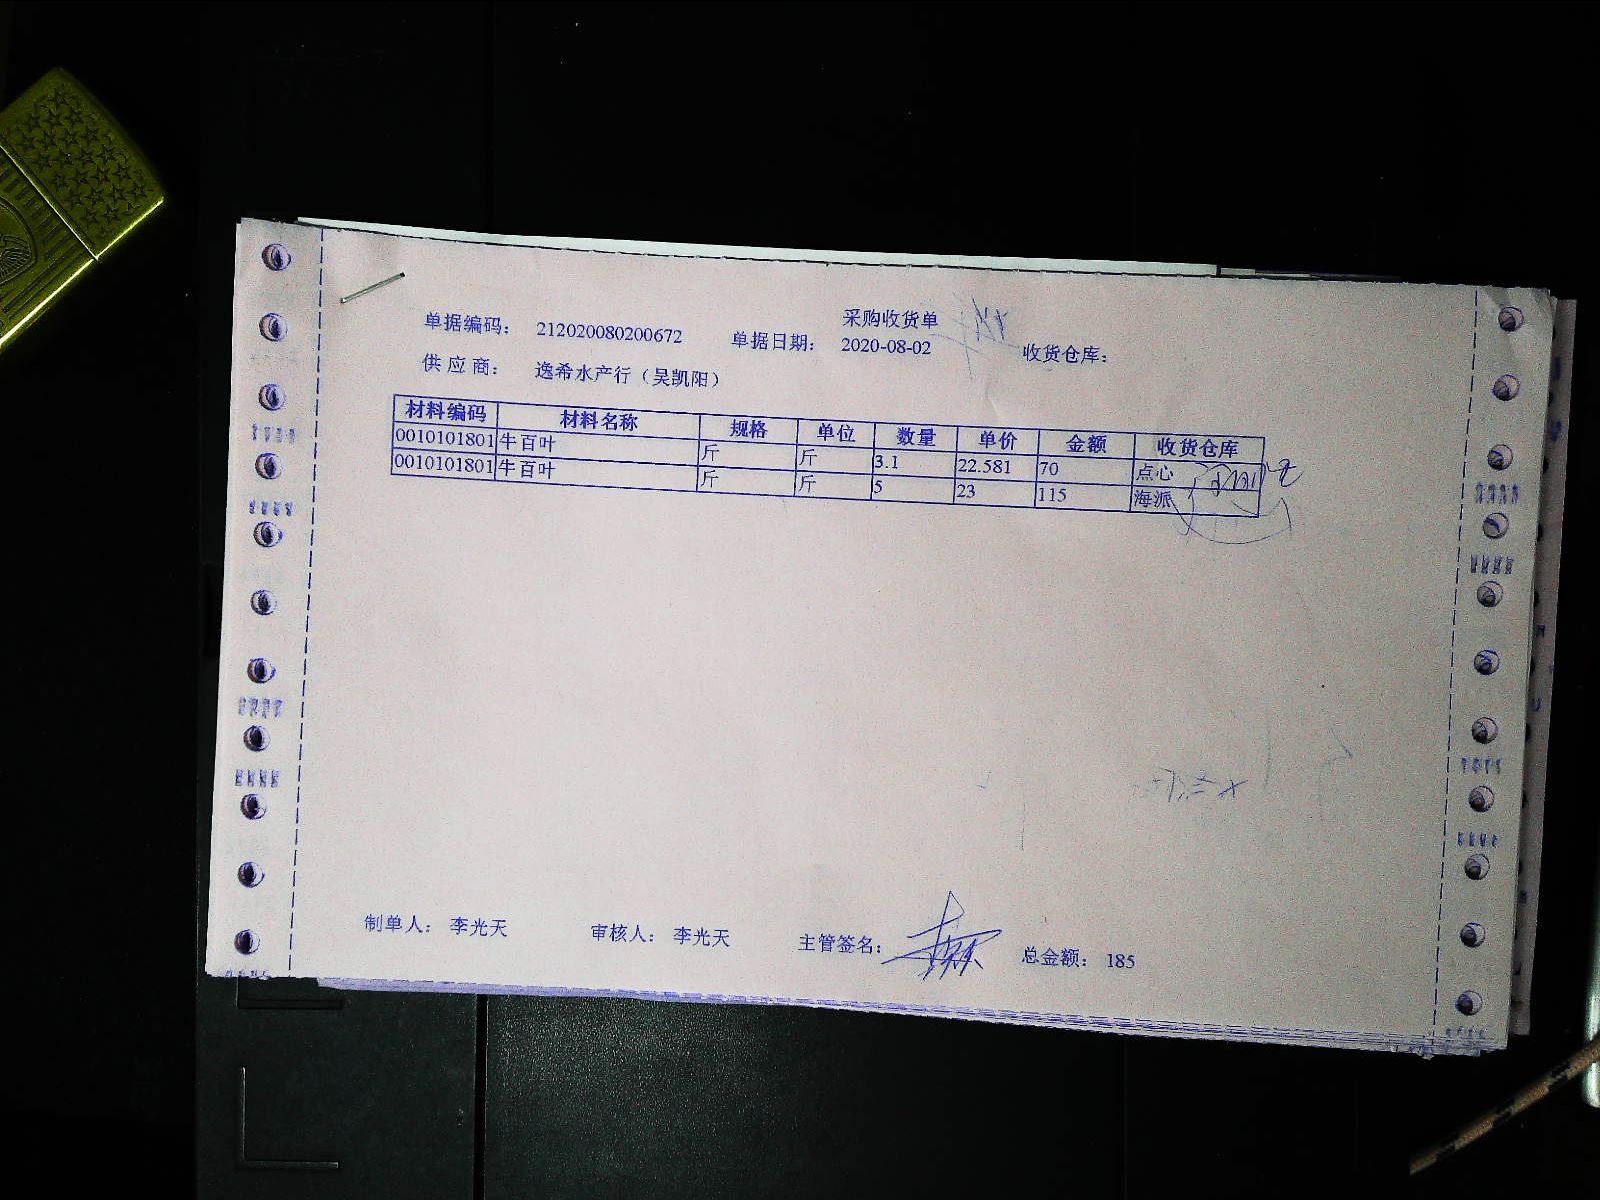 采购收货单
单据编码： 212020080200672 单据日期： 2020-08-02 收货仓库：
供 应 商： 逸希水产行（吴凯阳）
材料编码 材料名称 规格 单位 数量 单价 金额 收货仓库
0010101801 牛百叶 斤 斤 3.1 22.581 70 点心
0010101801 牛百叶 斤 斤 5 23 115 海派
制单人： 李光天 审核人： 李光天 主管签名： 总金额： 185